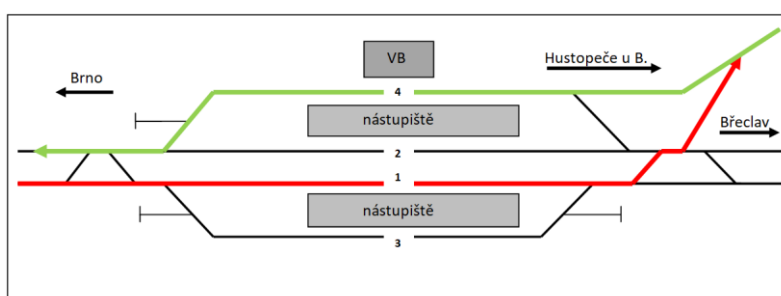 VB
Hustopeče u B.
Brno
4
nástupiště
Břeclav
2
1
nástupiště
3